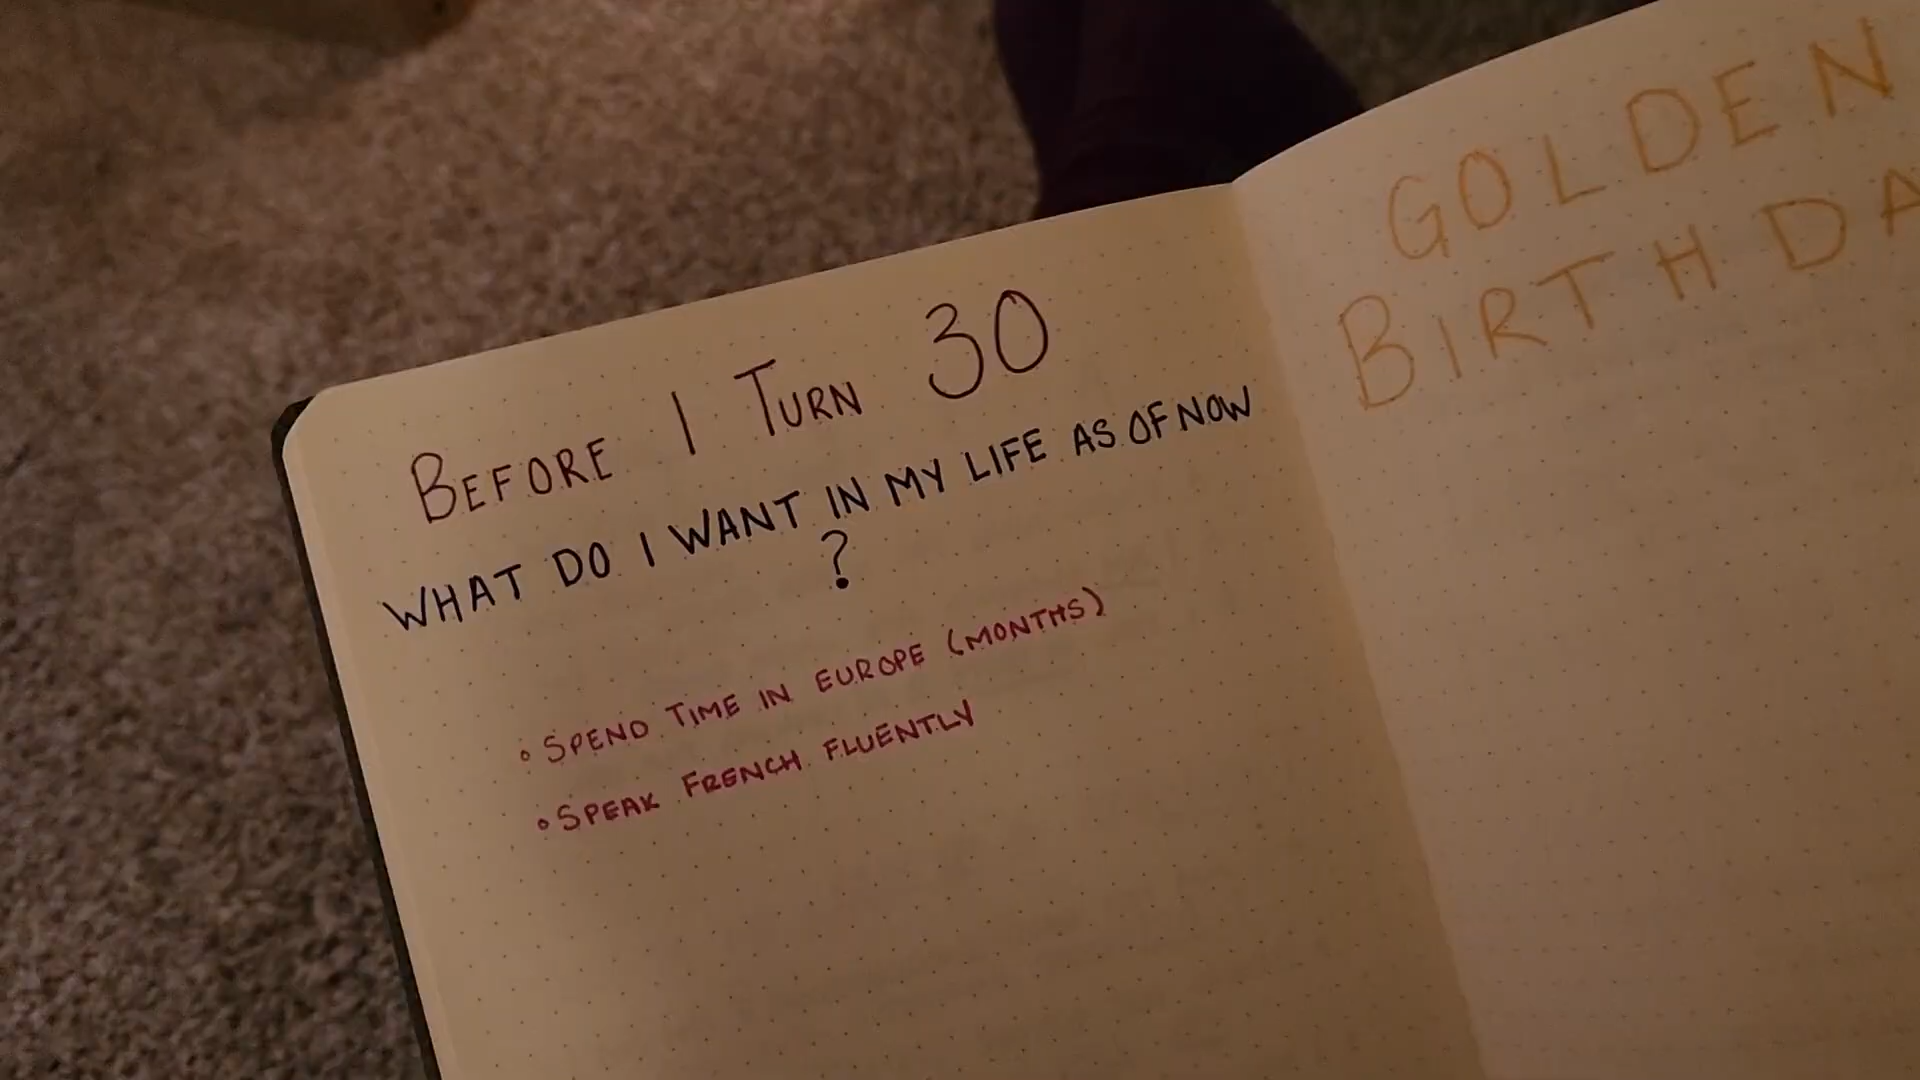 BEFORE I TURN 30
WHAT DO I WANT IN MY LIFE AS OF NOW
?
• SPEND TIME IN EUROPE (MONTHS)
• SPEAK FRENCH FLUENTLY
GOLDEN
BIRTHDA